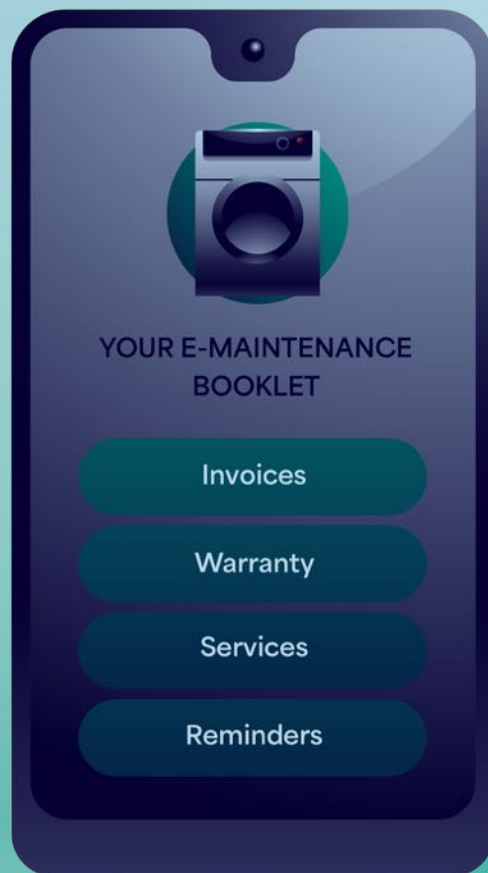 YOUR E-MAINTENANCE
BOOKLET
Invoices
Warranty
Services
Reminders